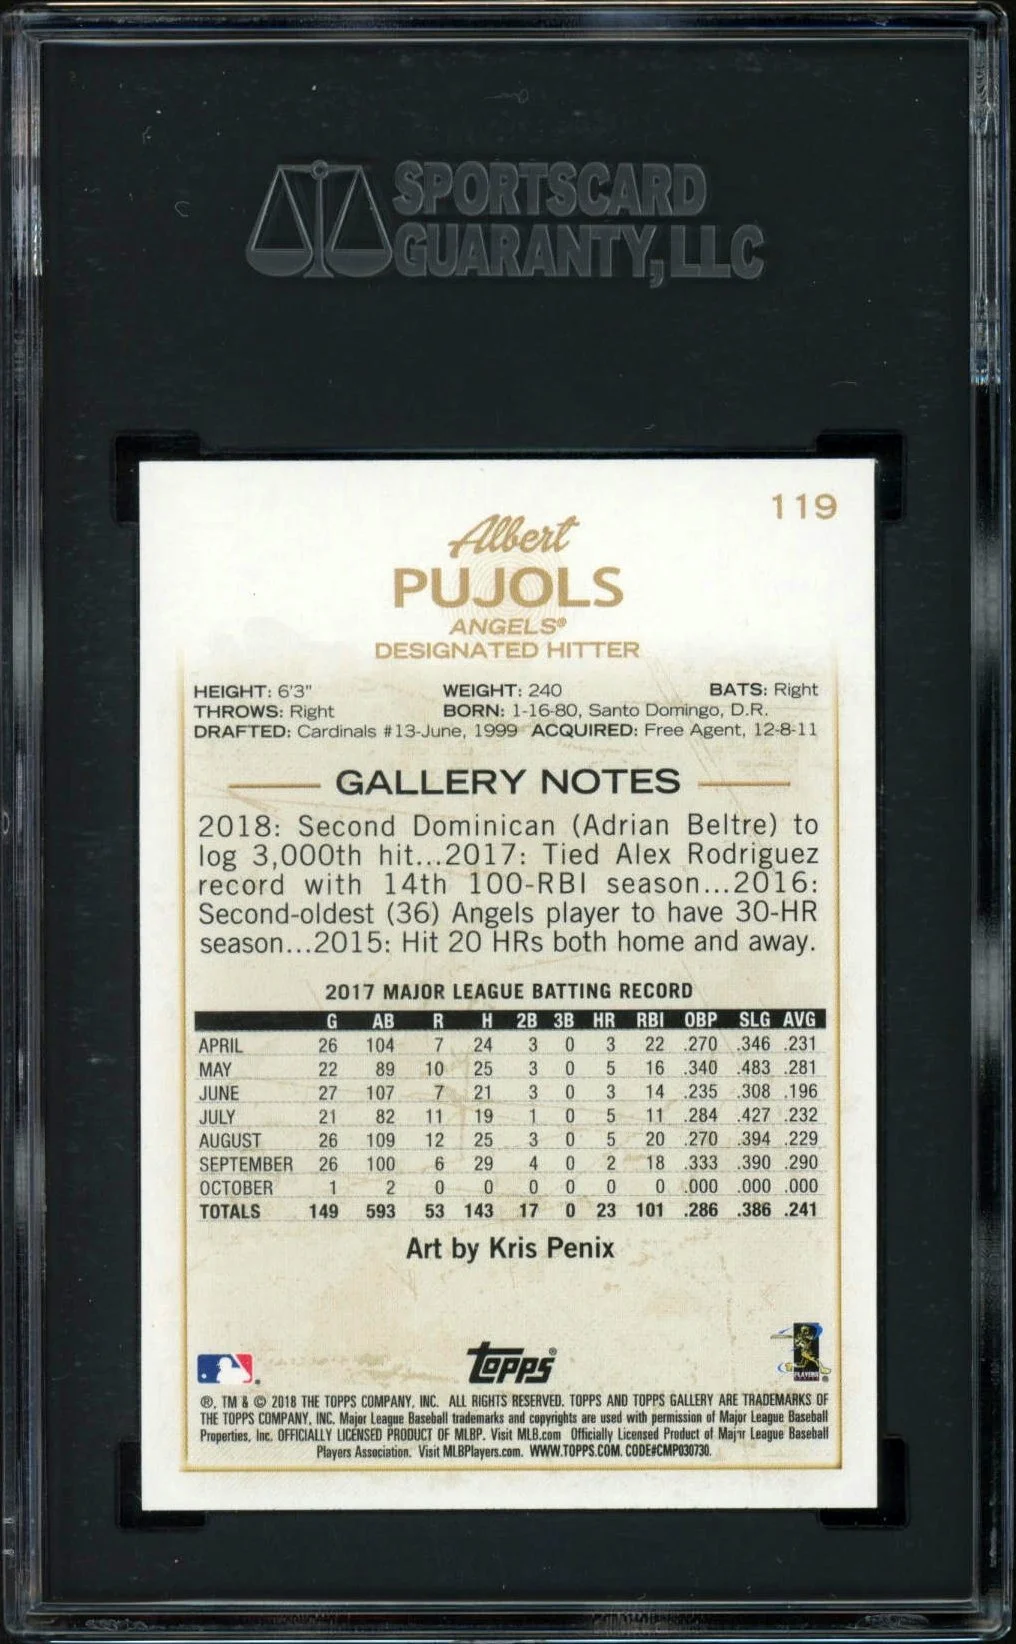 SPORTSCARD
GUARANTY, LLC
119
Albert
PUJOLS
ANGELS®
DESIGNATED HITTER
HEIGHT: 6'3" WEIGHT: 240 BATS: Right
THROWS: Right BORN: 1-16-80, Santo Domingo, D.R.
DRAFTED: Cardinals #13-June, 1999 ACQUIRED: Free Agent, 12-8-11
GALLERY NOTES
2018: Second Dominican (Adrian Beltre) to
log 3,000th hit...2017: Tied Alex Rodriguez
record with 14th 100-RBI season...2016:
Second-oldest (36) Angels player to have 30-HR
season...2015: Hit 20 HRs both home and away.
2017 MAJOR LEAGUE BATTING RECORD
G AB R H 2B 3B HR RBI OBP SLG AVG
APRIL 26 104 7 24 3 0 3 22 .270 .346 .231
MAY 22 89 10 25 3 0 5 16 .340 .483 .281
JUNE 27 107 7 21 3 0 3 14 .235 .308 .196
JULY 21 82 11 19 1 0 5 11 .284 .427 .232
AUGUST 26 109 12 25 3 0 5 20 .270 .394 .229
SEPTEMBER 26 100 6 29 4 0 2 18 .333 .390 .290
OCTOBER 1 2 0 0 0 0 0 0 .000 .000 .000
TOTALS 149 593 53 143 17 0 23 101 .286 .386 .241
Art by Kris Penix
Topps®
PLAYERS
®, TM & © 2018 THE TOPPS COMPANY, INC. ALL RIGHTS RESERVED. TOPPS AND TOPPS GALLERY ARE TRADEMARKS OF
THE TOPPS COMPANY, INC. Major League Baseball trademarks and copyrights are used with permission of Major League Baseball
Properties, Inc. OFFICIALLY LICENSED PRODUCT OF MLBP. Visit MLB.com Officially Licensed Product of Major League Baseball
Players Association. Visit MLBPlayers.com. WWW.TOPPS.COM. CODE#CMP030730.